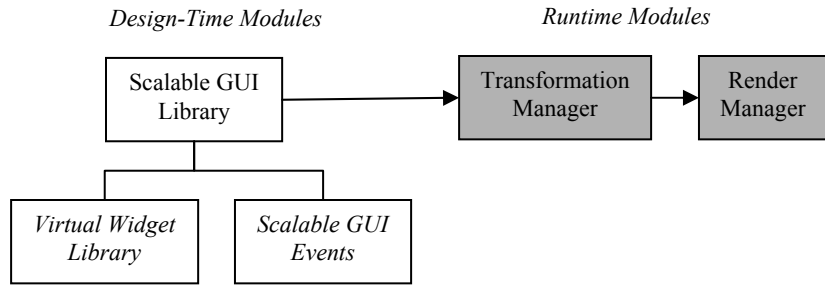 Design-Time Modules
Runtime Modules
Scalable GUI
Library
Transformation
Manager
Render
Manager
Virtual Widget
Library
Scalable GUI
Events